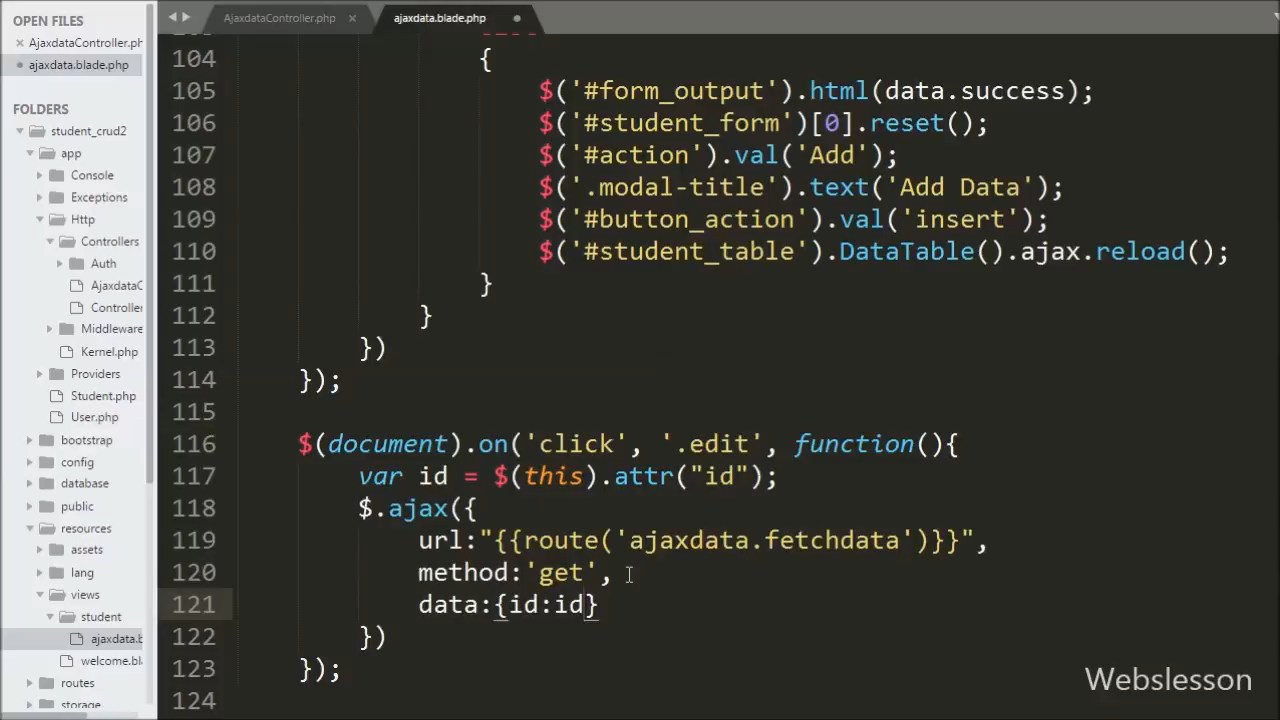 OPEN FILES
AjaxdataController.ph
ajaxdata.blade.php
FOLDERS
student_crud2
app
Console
Exceptions
Http
Controllers
Auth
AjaxdataC
Controller
Middleware
Kernel.php
Providers
Student.php
User.php
bootstrap
config
database
public
resources
assets
lang
views
student
ajaxdata.b
welcome.bl
routes
storage
AjaxdataController.php
ajaxdata.blade.php
104 {
105 $('#form_output').html(data.success);
106 $('#student_form')[0].reset();
107 $('#action').val('Add');
108 $('.modal-title').text('Add Data');
109 $('#button_action').val('insert');
110 $('#student_table').DataTable().ajax.reload();
111 }
112 }
113 })
114 });
115
116 $(document).on('click', '.edit', function(){
117 var id = $(this).attr("id");
118 $.ajax({
119 url:"{{route('ajaxdata.fetchdata')}}",
120 method:'get',
121 data:{id:id}
122 })
123 });
124
Webslesson